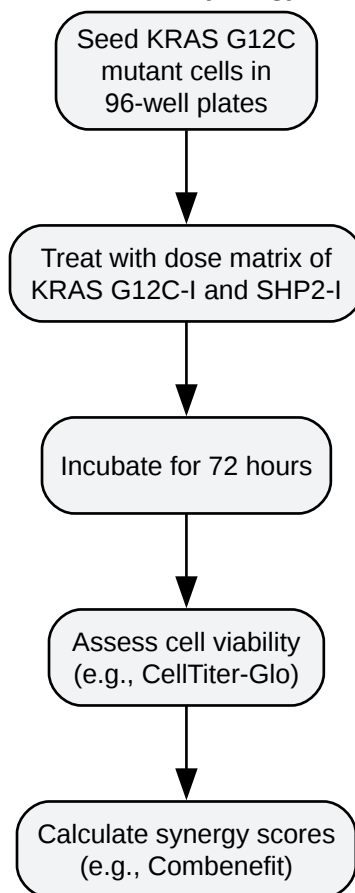 Seed KRAS G12C
mutant cells in
96-well plates
Treat with dose matrix of
KRAS G12C-I and SHP2-I
Incubate for 72 hours
Assess cell viability
(e.g., CellTiter-Glo)
Calculate synergy scores
(e.g., Combenefit)